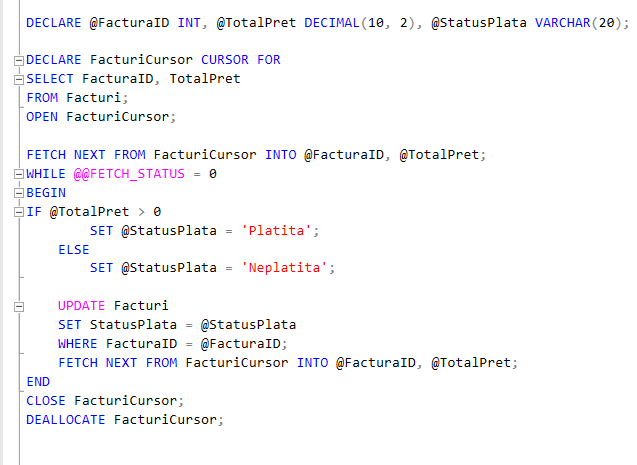 DECLARE @FacturaID INT, @TotalPret DECIMAL(10, 2), @StatusPlata VARCHAR(20);
DECLARE FacturiCursor CURSOR FOR
SELECT FacturaID, TotalPret
FROM Facturi;
OPEN FacturiCursor;
FETCH NEXT FROM FacturiCursor INTO @FacturaID, @TotalPret;
WHILE @@FETCH_STATUS = 0
BEGIN
IF @TotalPret > 0
SET @StatusPlata = 'Platita';
ELSE
SET @StatusPlata = 'Neplatita';
UPDATE Facturi
SET StatusPlata = @StatusPlata
WHERE FacturaID = @FacturaID;
FETCH NEXT FROM FacturiCursor INTO @FacturaID, @TotalPret;
END
CLOSE FacturiCursor;
DEALLOCATE FacturiCursor;